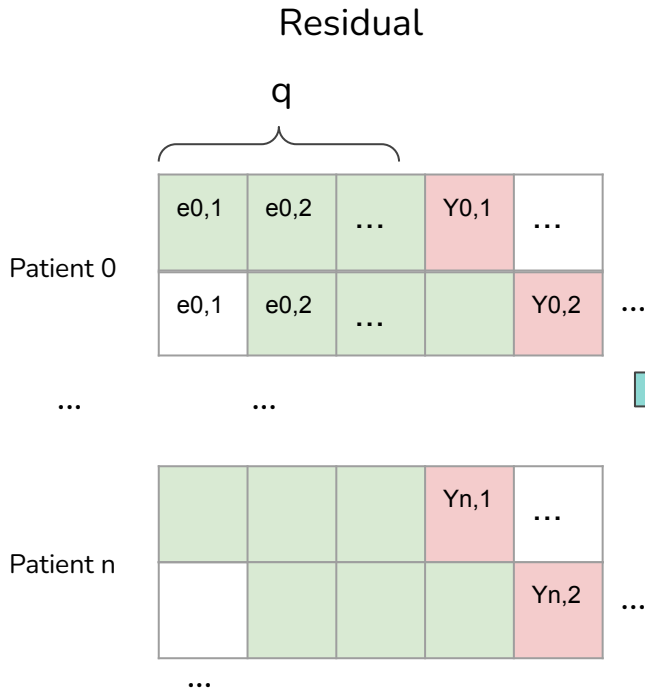 Residual
q
e0,1 e0,2 ... Y0,1 ...
Patient 0
e0,1 e0,2 ... Y0,2 ...
... ...
Yn,1 ...
Patient n
Yn,2 ...
...